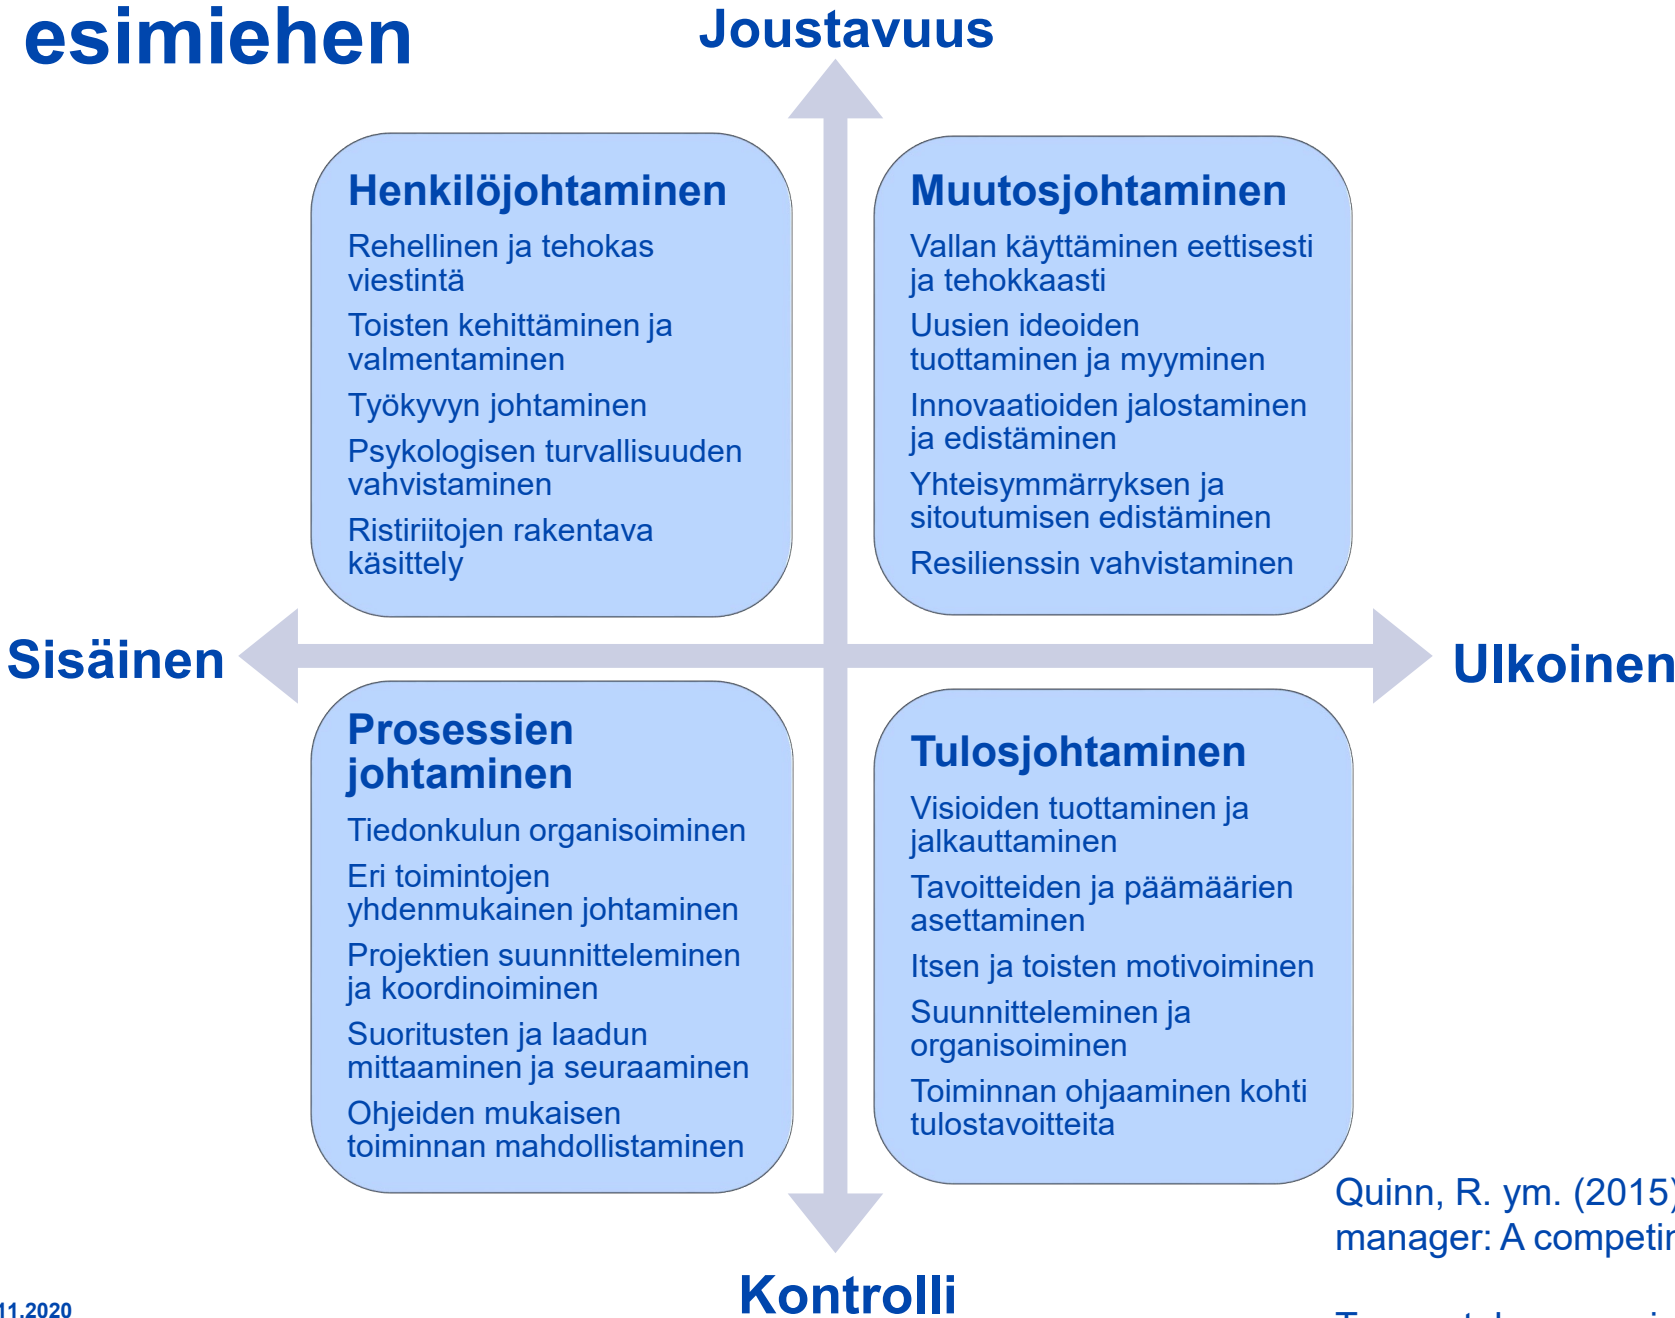 esimiehen
Joustavuus
Henkilöjohtaminen
Rehellinen ja tehokas
viestintä
Toisten kehittäminen ja
valmentaminen
Työkyvyn johtaminen
Psykologisen turvallisuuden
vahvistaminen
Ristiriitojen rakentava
käsittely
Muutosjohtaminen
Vallan käyttäminen eettisesti
ja tehokkaasti
Uusien ideoiden
tuottaminen ja myyminen
Innovaatioiden jalostaminen
ja edistäminen
Yhteisymmärryksen ja
sitoutumisen edistäminen
Resilienssin vahvistaminen
Sisäinen
Ulkoinen
Prosessien
johtaminen
Tiedonkulun organisoiminen
Eri toimintojen
yhdenmukainen johtaminen
Projektien suunnitteleminen
ja koordinoiminen
Suoritusten ja laadun
mittaaminen ja seuraaminen
Ohjeiden mukaisen
toiminnan mahdollistaminen
Tulosjohtaminen
Visioiden tuottaminen ja
jalkauttaminen
Tavoitteiden ja päämäärien
asettaminen
Itsen ja toisten motivoiminen
Suunnitteleminen ja
organisoiminen
Toiminnan ohjaaminen kohti
tulostavoitteita
Quinn, R. ym. (2015)
manager: A competin
Kontrolli
11.2020